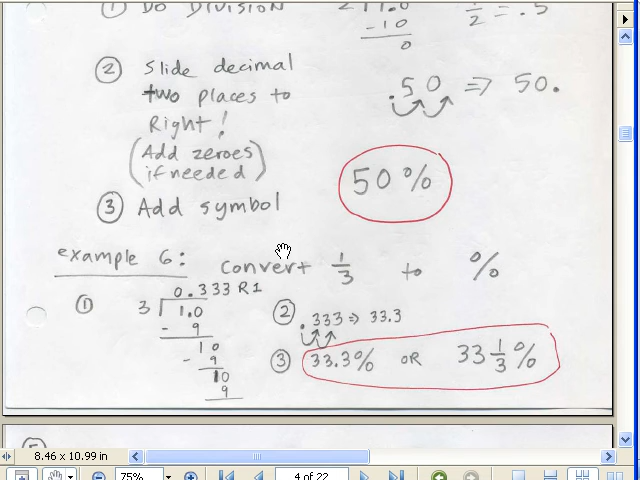 ① DO DIVISION
2 1.0
1/2 = .5
-10
0
② Slide decimal
two places to
Right!
(Add zeroes
if needed)
.50 => 50.
50%
③ Add symbol
example 6: convert 1/3 to %
① 0.333 R1
3 1.0
- 9
10
- 9
10
9
② .333 => 33.3
③ 33.3% OR 33 1/3 %
8.46 x 10.99 in
75%
4 of 22